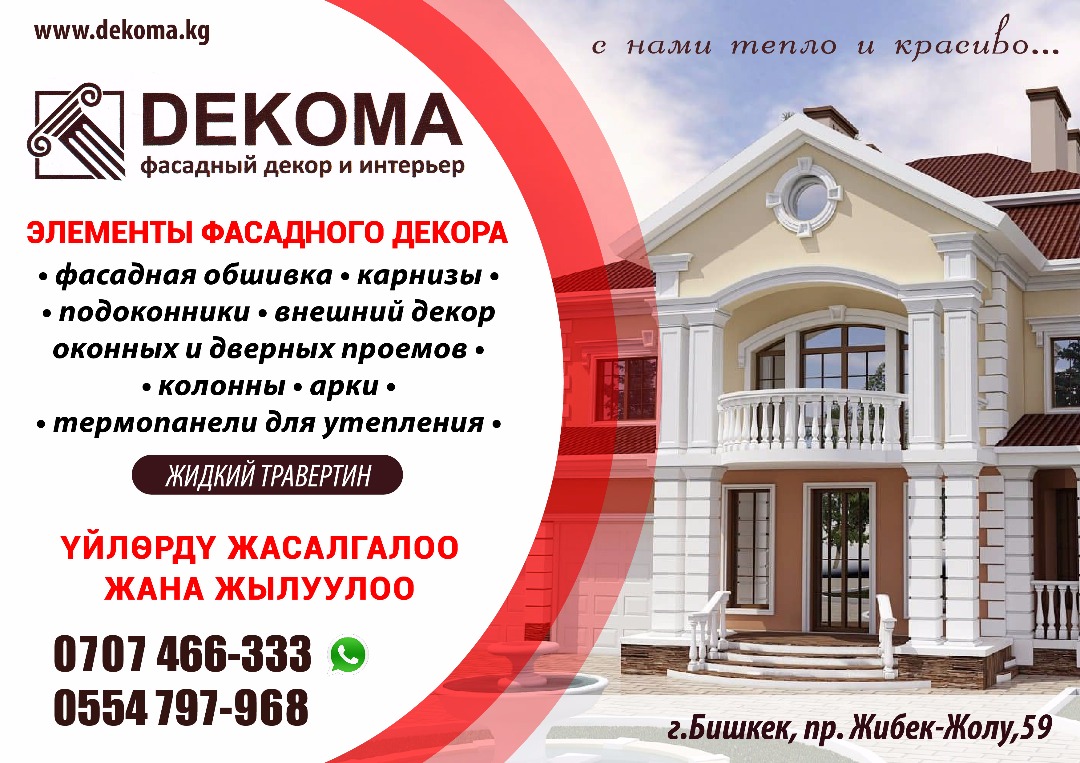 www.dekoma.kg
с нами тепло и красиво...
DEKOMA
фасадный декор и интерьер
ЭЛЕМЕНТЫ ФАСАДНОГО ДЕКОРА
• фасадная обшивка • карнизы •
• подоконники • внешний декор
оконных и дверных проемов •
• колонны • арки •
• термопанели для утепления •
ЖИДКИЙ ТРАВЕРТИН
ҮЙЛӨРДҮ ЖАСАЛГАЛОО
ЖАНА ЖЫЛУУЛОО
0707 466-333
0554 797-968
г.Бишкек, пр. Жибек-Жолу,59